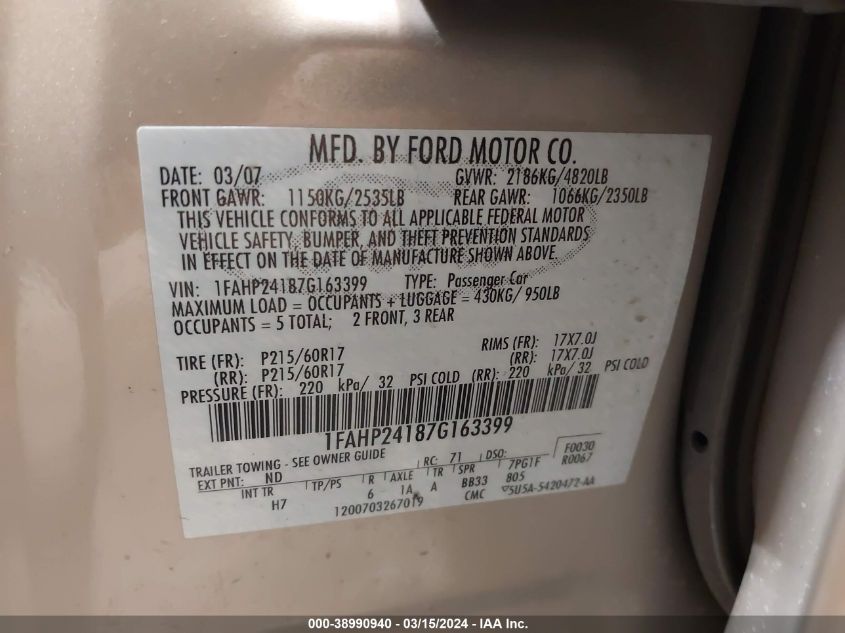 MFD. BY FORD MOTOR CO.
DATE: 03/07 GVWR: 2186KG/4820LB
FRONT GAWR: 1150KG/2535LB REAR GAWR: 1066KG/2350LB
THIS VEHICLE CONFORMS TO ALL APPLICABLE FEDERAL MOTOR
VEHICLE SAFETY, BUMPER, AND THEFT PREVENTION STANDARDS
IN EFFECT ON THE DATE OF MANUFACTURE SHOWN ABOVE.
VIN: 1FAHP24187G163399 TYPE: Passenger Car
MAXIMUM LOAD = OCCUPANTS + LUGGAGE = 430KG/ 950LB
OCCUPANTS = 5 TOTAL; 2 FRONT, 3 REAR
TIRE (FR): P215/60R17 RIMS (FR): 17X7.0J
(RR): P215/60R17 (RR): 17X7.0J
PRESSURE (FR): 220 kPa/ 32 PSI COLD (RR): 220 kPa/ 32 PSI COLD
1FAHP24187G163399
TRAILER TOWING - SEE OWNER GUIDE
EXT PNT: ND RC: 71 DSO: F0030
R0067
INT TR TP/PS R AXLE TR SPR 7PG1F
H7 6 1A A BB33 805
1200703267019 CMC 5U5A-5420472-AA
000-38990940 - 03/15/2024 - IAA Inc.